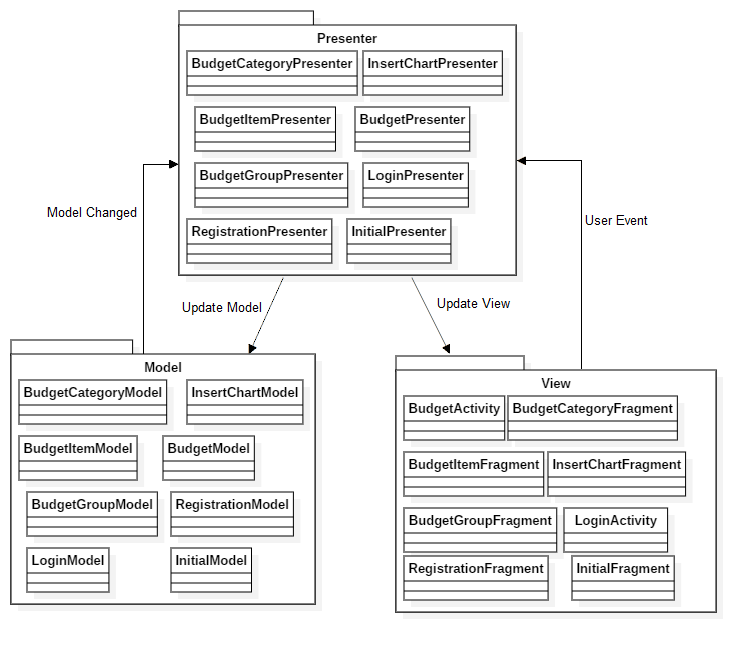 Presenter
BudgetCategoryPresenter
InsertChartPresenter
BudgetItemPresenter
BudgetPresenter
BudgetGroupPresenter
LoginPresenter
RegistrationPresenter
InitialPresenter
Model Changed
User Event
Update Model
Update View
Model
BudgetCategoryModel
InsertChartModel
BudgetItemModel
BudgetModel
BudgetGroupModel
RegistrationModel
LoginModel
InitialModel
View
BudgetActivity
BudgetCategoryFragment
BudgetItemFragment
InsertChartFragment
BudgetGroupFragment
LoginActivity
RegistrationFragment
InitialFragment